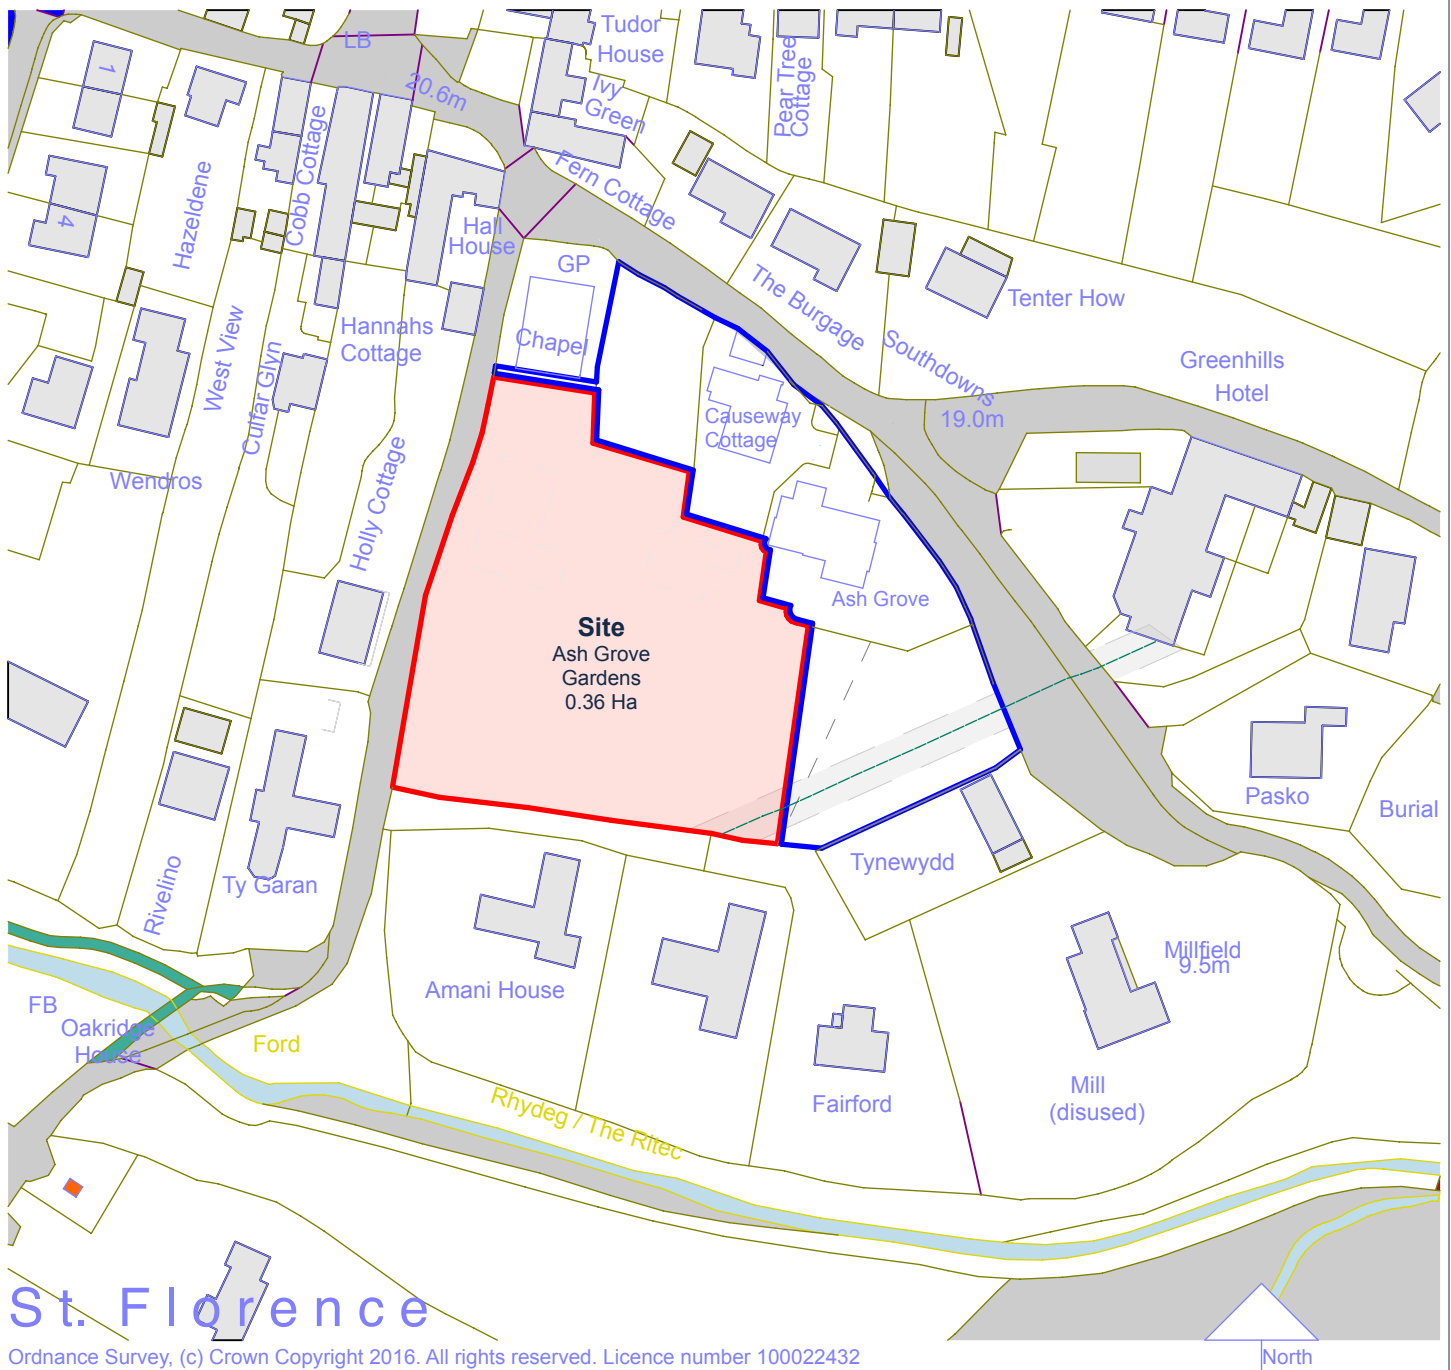 LB
20.6m
Tudor
House
Ivy
Green
Pear Tree
Cottage
1
4
Hazeldene
Cobb Cottage
Fern Cottage
Hall
House
GP
Chapel
The Burgage
Tenter How
Southdowns
19.0m
Greenhills
Hotel
West View
Culfar Glyn
Hannahs
Cottage
Causeway
Cottage
Wendros
Holly Cottage
Ash Grove
Site
Ash Grove
Gardens
0.36 Ha
Pasko
Burial
Tynewydd
Rivelino
Ty Garan
Amani House
Millfield
9.5m
FB
Oakridge
House
Ford
Rhydeg / The Ritec
Fairford
Mill
(disused)
St. Florence
Ordnance Survey, (c) Crown Copyright 2016. All rights reserved. Licence number 100022432
North